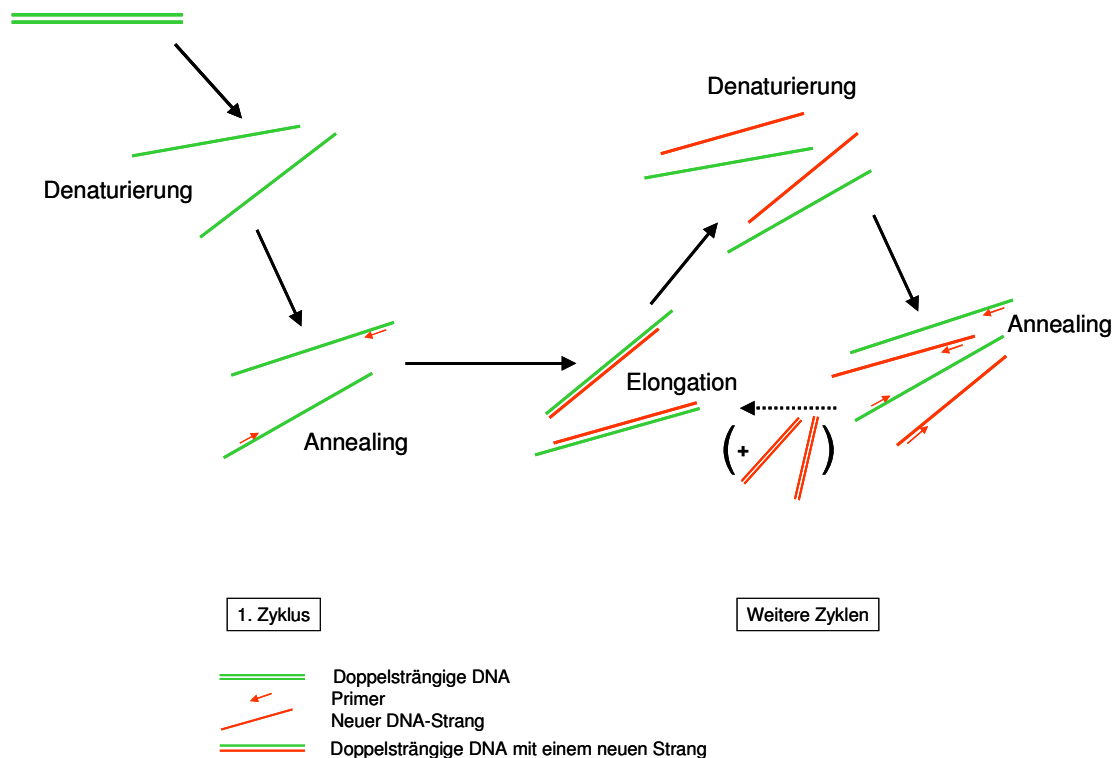 Denaturierung
Annealing
Denaturierung
Annealing
Elongation
( + )
1. Zyklus
Weitere Zyklen
Doppelsträngige DNA
Primer
Neuer DNA-Strang
Doppelsträngige DNA mit einem neuen Strang